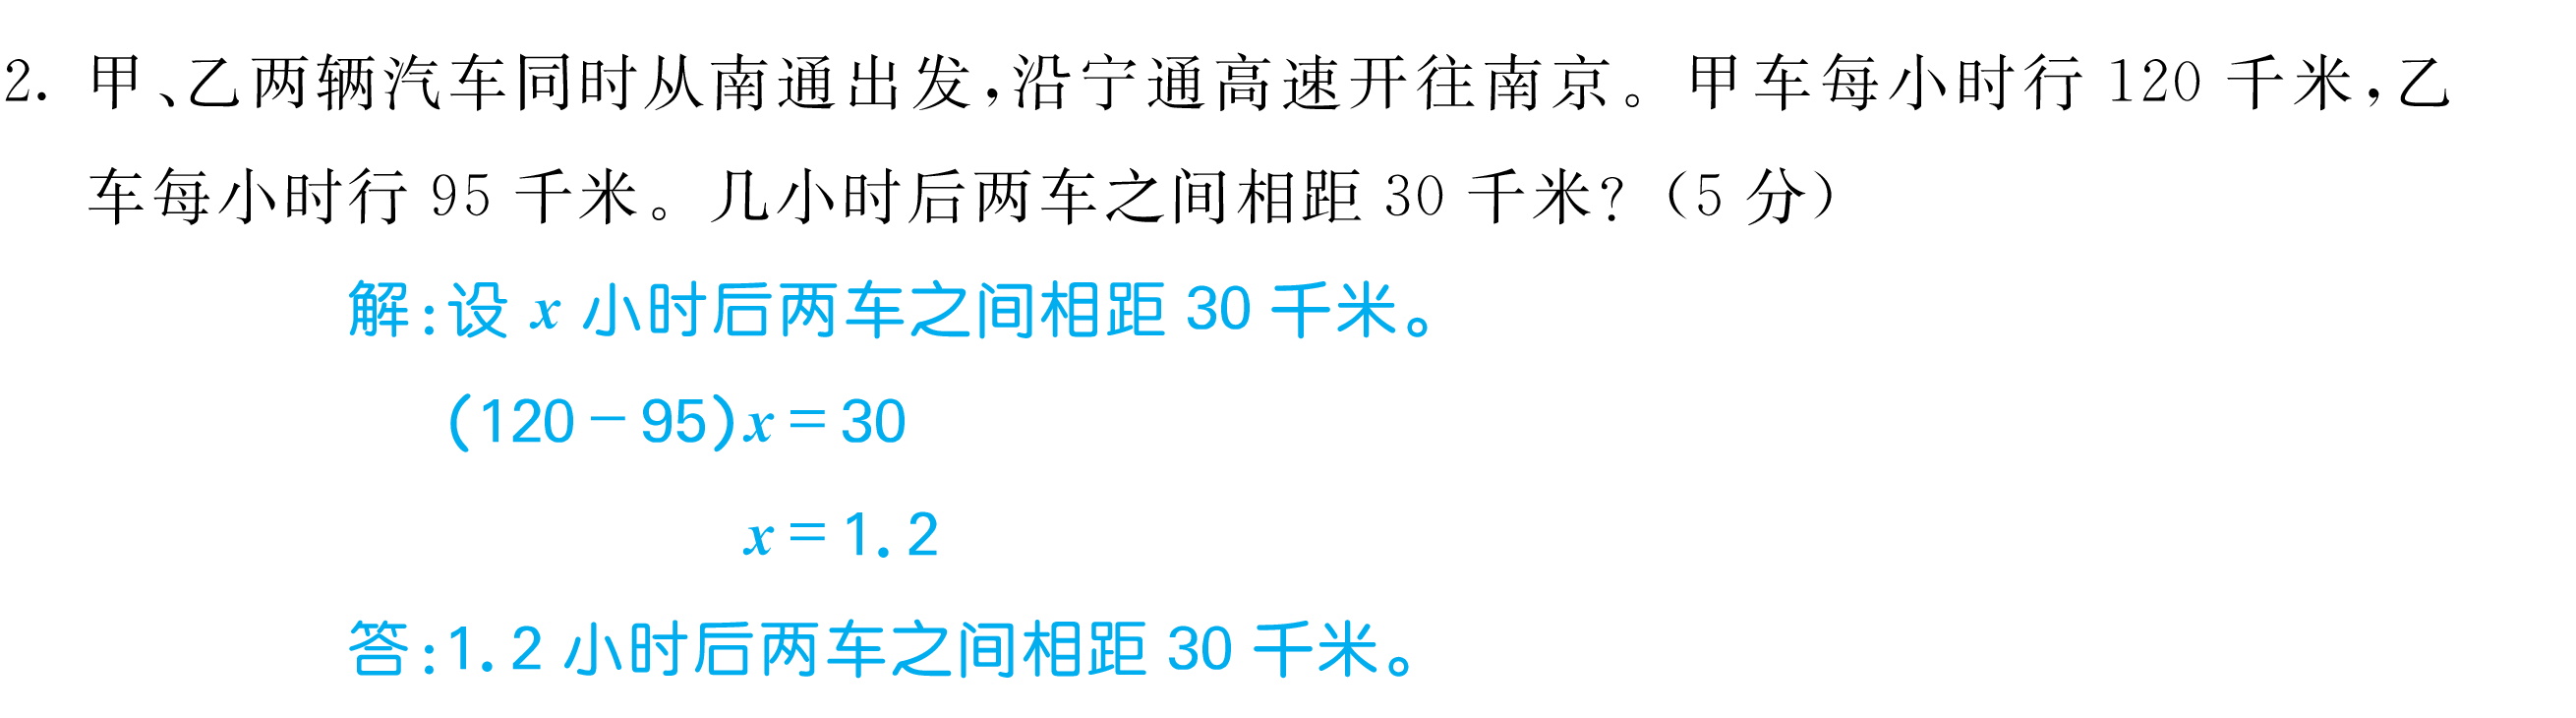 2. 甲、乙两辆汽车同时从南通出发,沿宁通高速开往南京。甲车每小时行 120 千米,乙
车每小时行 95 千米。几小时后两车之间相距 30 千米?(5 分)
解:设 x 小时后两车之间相距 30 千米。
(120-95)x=30
x=1.2
答:1.2 小时后两车之间相距 30 千米。